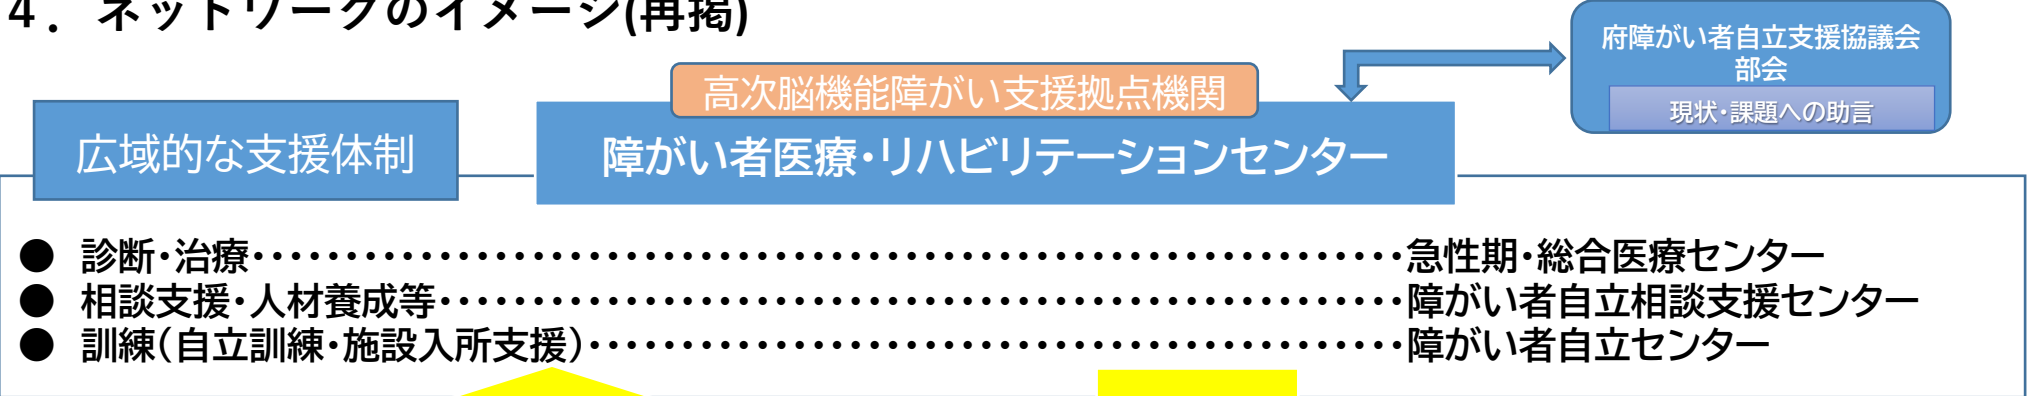 ４．ネットワークのイメージ(再掲)
府障がい者自立支援協議会
部会
現状・課題への助言
高次脳機能障がい支援拠点機関
広域的な支援体制
障がい者医療・リハビリテーションセンター
● 診断・治療・・・・・・・・・・・・・・・・・・・・・・・・・・・・・・・・・・・・・・・・・・・・・・・・・・・・・・・・・・・・・・急性期・総合医療センター
● 相談支援・人材養成等・・・・・・・・・・・・・・・・・・・・・・・・・・・・・・・・・・・・・・・・・・・・・・・・・・・・障がい者自立相談支援センター
● 訓練（自立訓練・施設入所支援）・・・・・・・・・・・・・・・・・・・・・・・・・・・・・・・・・・・・・・・・・・・・障がい者自立センター